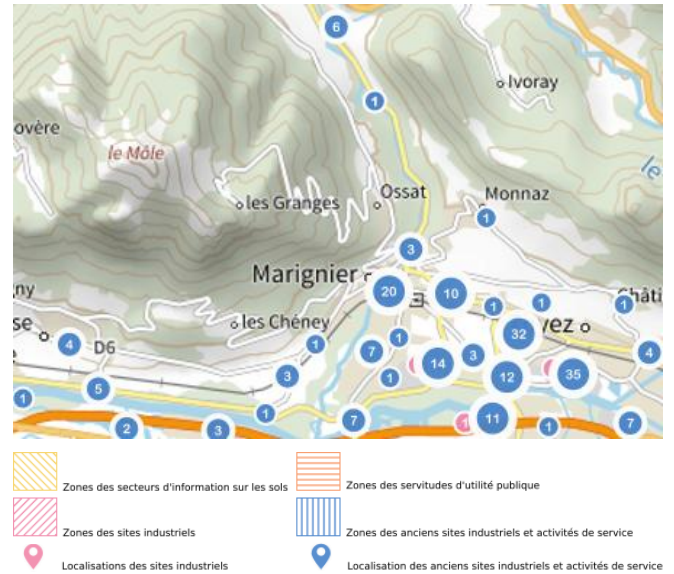 6
1
Ivoray
overe
le Môle
le
les Granges
Ossat
Monnaz
1
3
Marignier
20
10
1
1
1
Châti
gny
se
les Chéney
32
yez
4
D6
1
7
1
3
4
14
12
35
5
3
1
1
1
2
3
7
1
11
1
7
Zones des secteurs d'information sur les sols
Zones des servitudes d'utilité publique
Zones des sites industriels
Zones des anciens sites industriels et activités de service
Localisations des sites industriels
Localisation des anciens sites industriels et activités de service